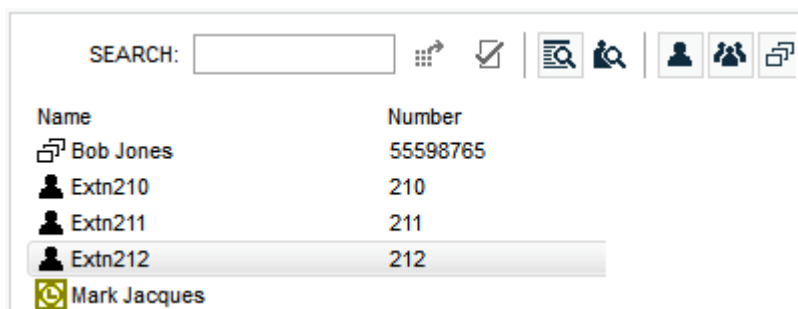 SEARCH:
Name Number
Bob Jones 55598765
Extn210 210
Extn211 211
Extn212 212
Mark Jacques